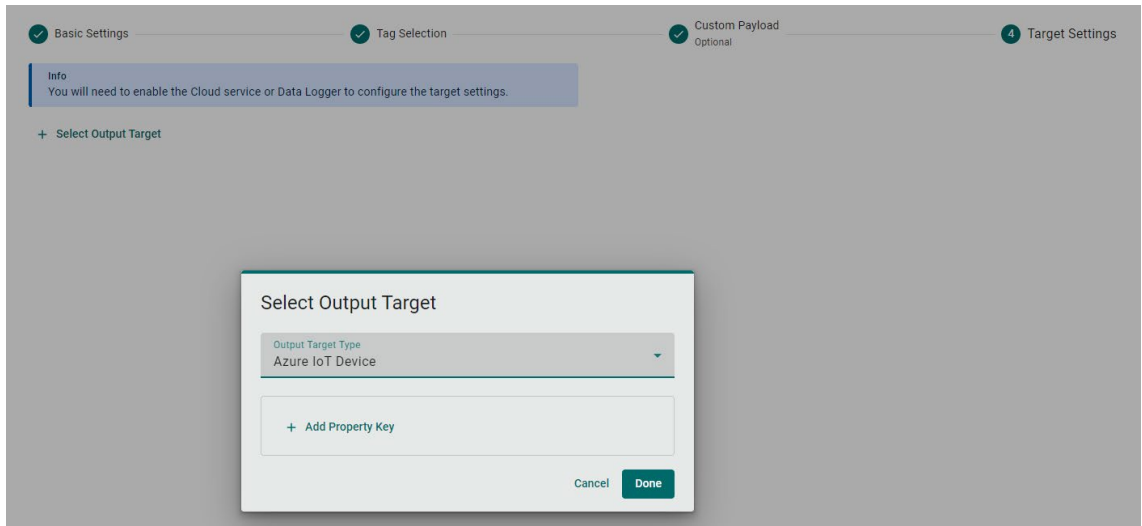 Basic Settings
Tag Selection
Custom Payload
Optional
4 Target Settings
Info
You will need to enable the Cloud service or Data Logger to configure the target settings.
+ Select Output Target
Select Output Target
Output Target Type
Azure IoT Device
+ Add Property Key
Cancel Done